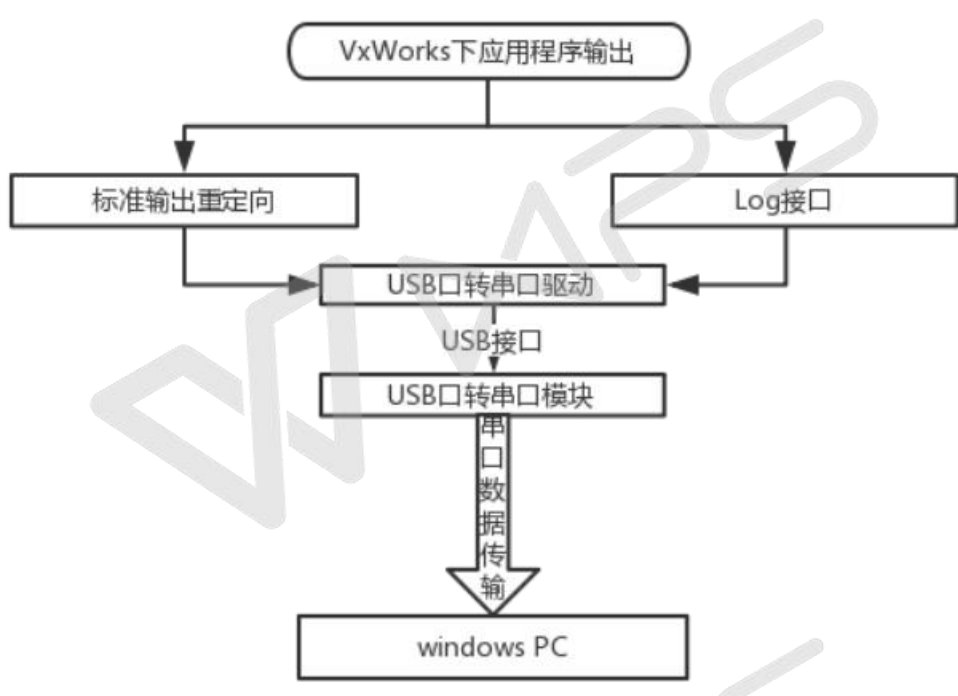 VxWorks下应用程序输出
标准输出重定向
Log接口
USB口转串口驱动
USB接口
USB口转串口模块
串口数据传输
windows PC
WMPS